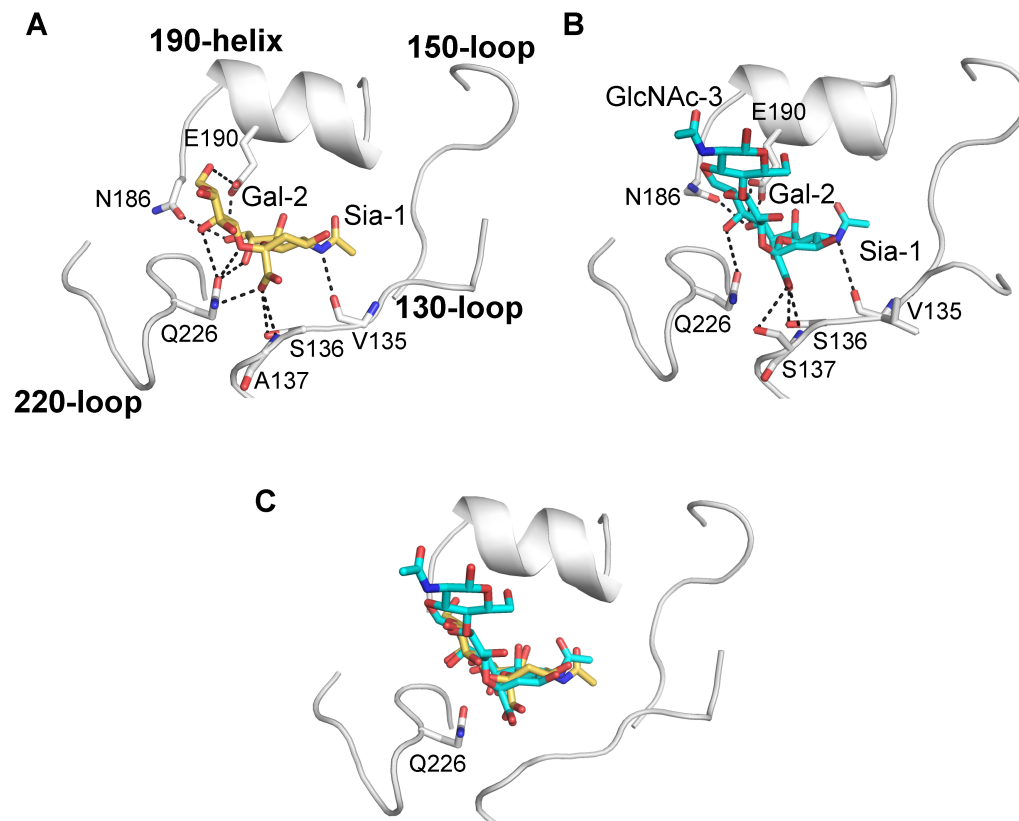 A
190-helix
150-loop
E190
Gal-2
N186
Sia-1
130-loop
Q226
S136
V135
A137
220-loop
B
GlcNAc-3
E190
N186
Gal-2
Sia-1
Q226
V135
S136
S137
C
Q226